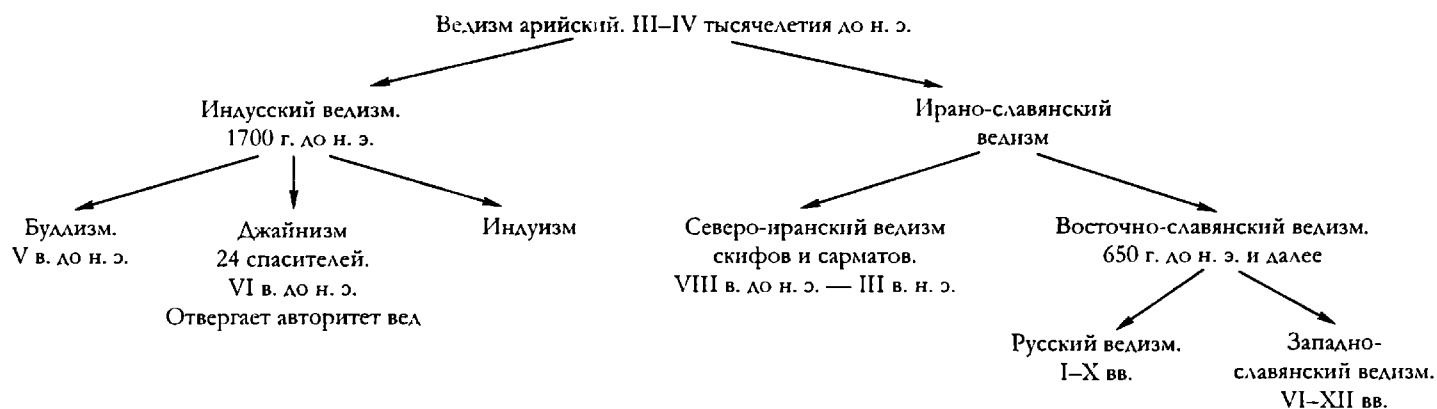 Ведизм арийский. III–IV тысячелетия до н. э.
Индусский ведизм.
1700 г. до н. э.
Ирано-славянский
ведизм
Буддизм.
V в. до н. э.
Джайнизм
24 спасителей.
VI в. до н. э.
Отвергает авторитет вед
Индуизм
Северо-иранский ведизм
скифов и сарматов.
VIII в. до н. э. — III в. н. э.
Восточно-славянский ведизм.
650 г. до н. э. и далее
Русский ведизм.
I–X вв.
Западно-
славянский ведизм.
VI–XII вв.